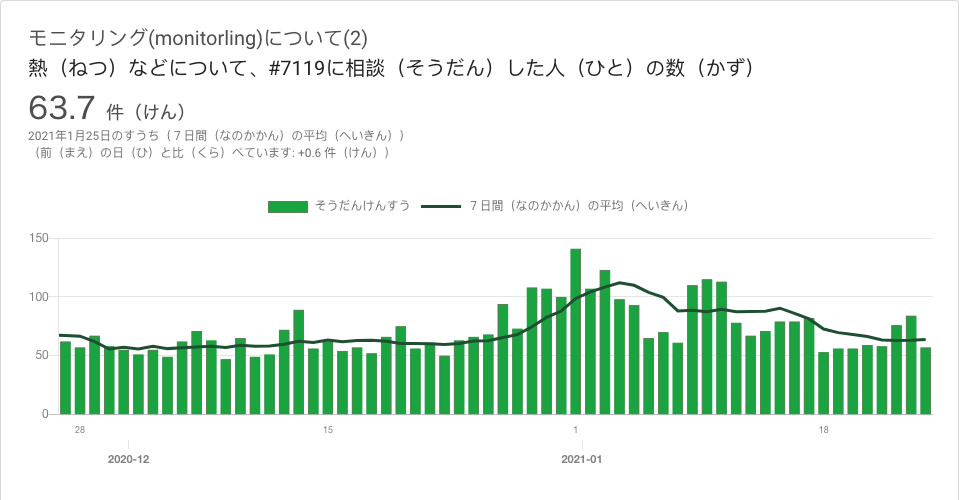 モニタリング(monitorling)について(2)
熱（ねつ）などについて、#7119に相談（そうだん）した人（ひと）の数（かず）
63.7 件（けん）
2021年1月25日のすうち（７日間（なのかかん）の平均（へいきん））
（前（まえ）の日（ひ）と比（くら）べています: +0.6 件（けん））
そうだんけんすう ７日間（なのかかん）の平均（へいきん）
150
100
50
0
28 15 1 18
2020-12 2021-01